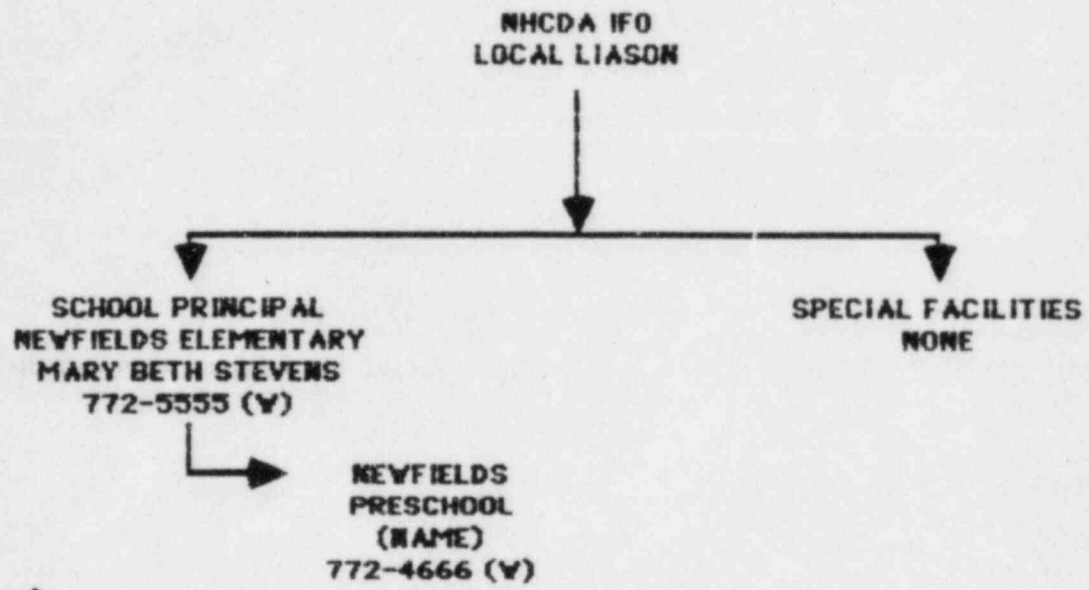 NHCDA IFO
LOCAL LIASON
SCHOOL PRINCIPAL
NEWFIELDS ELEMENTARY
MARY BETH STEVENS
772-5555 (W)
SPECIAL FACILITIES
NONE
NEWFIELDS
PRESCHOOL
(NAME)
772-4666 (W)